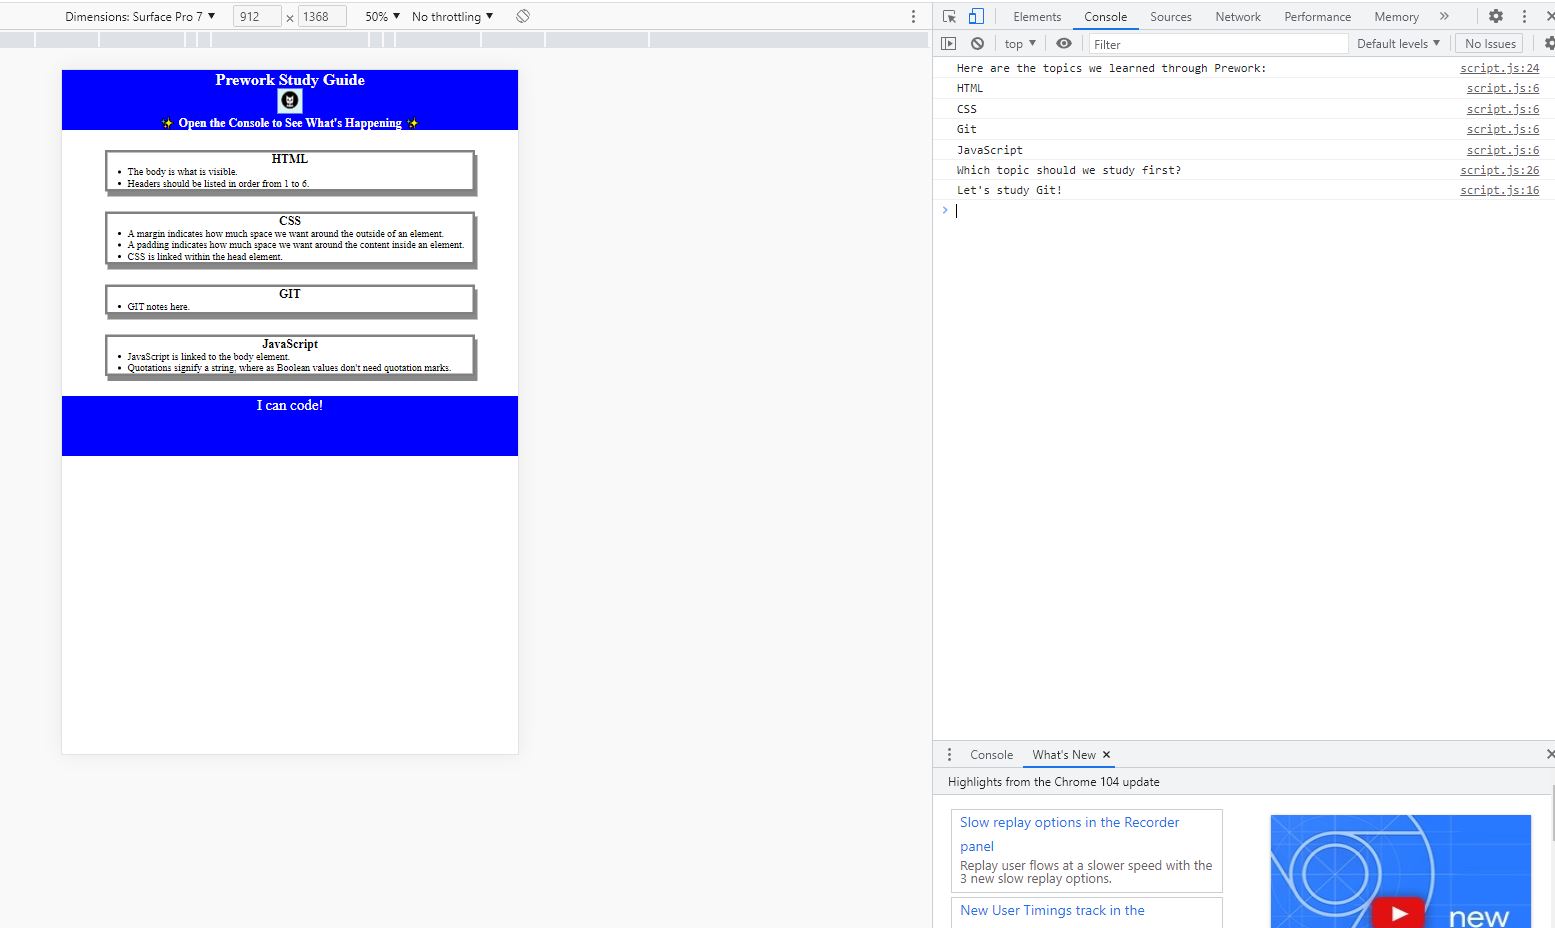 Dimensions: Surface Pro 7 ▼ 912 × 1368 50% ▼ No throttling ▼
Elements Console Sources Network Performance Memory »
top ▼ Filter Default levels ▼ No Issues
Prework Study Guide
✨ Open the Console to See What's Happening ✨
HTML
• The body is what is visible.
• Headers should be listed in order from 1 to 6.
CSS
• A margin indicates how much space we want around the outside of an element.
• A padding indicates how much space we want around the content inside an element.
• CSS is linked within the head element.
GIT
• GIT notes here.
JavaScript
• JavaScript is linked to the body element.
• Quotations signify a string, where as Boolean values don't need quotation marks.
I can code!
Here are the topics we learned through Prework: script.js:24
HTML script.js:6
CSS script.js:6
Git script.js:6
JavaScript script.js:6
Which topic should we study first? script.js:26
Let's study Git! script.js:16
>
Console What's New ×
Highlights from the Chrome 104 update
Slow replay options in the Recorder
panel
Replay user flows at a slower speed with the
3 new slow replay options.
New User Timings track in the
new